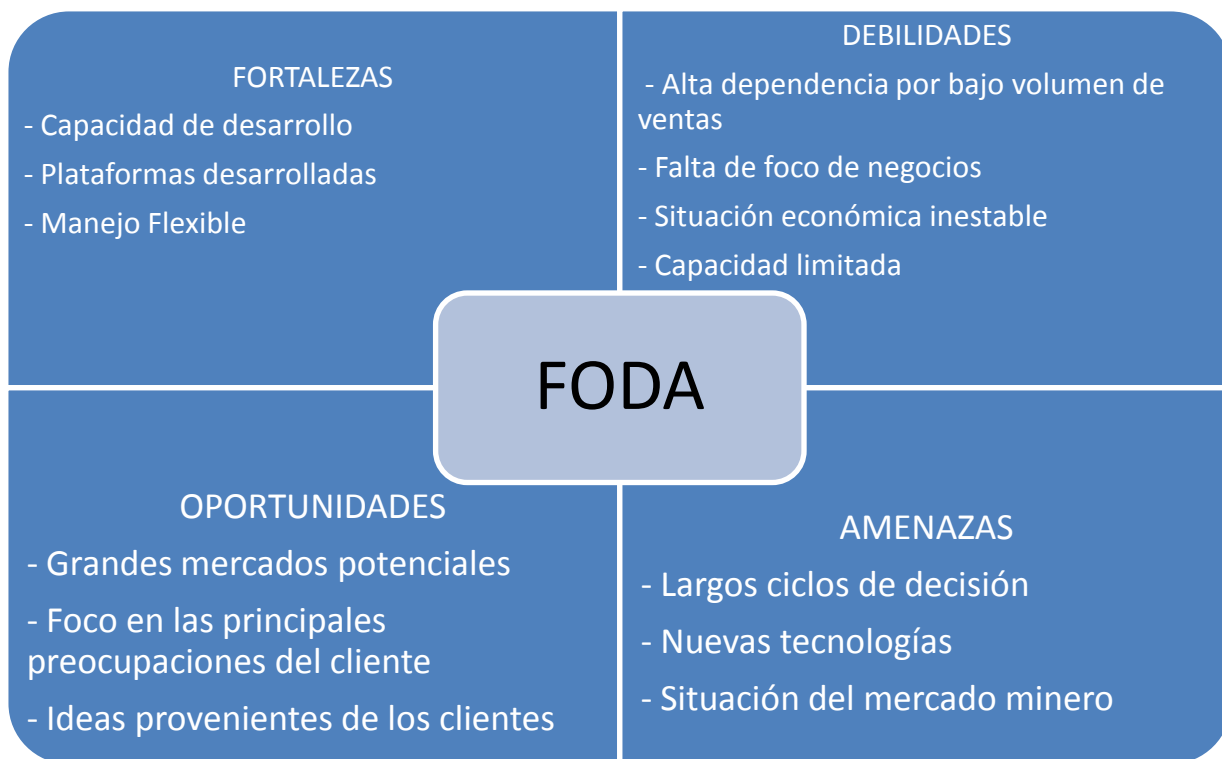 FORTALEZAS
- Capacidad de desarrollo
- Plataformas desarrolladas
- Manejo Flexible
DEBILIDADES
- Alta dependencia por bajo volumen de
ventas
- Falta de foco de negocios
- Situación económica inestable
- Capacidad limitada
FODA
OPORTUNIDADES
- Grandes mercados potenciales
- Foco en las principales
preocupaciones del cliente
- Ideas provenientes de los clientes
AMENAZAS
- Largos ciclos de decisión
- Nuevas tecnologías
- Situación del mercado minero